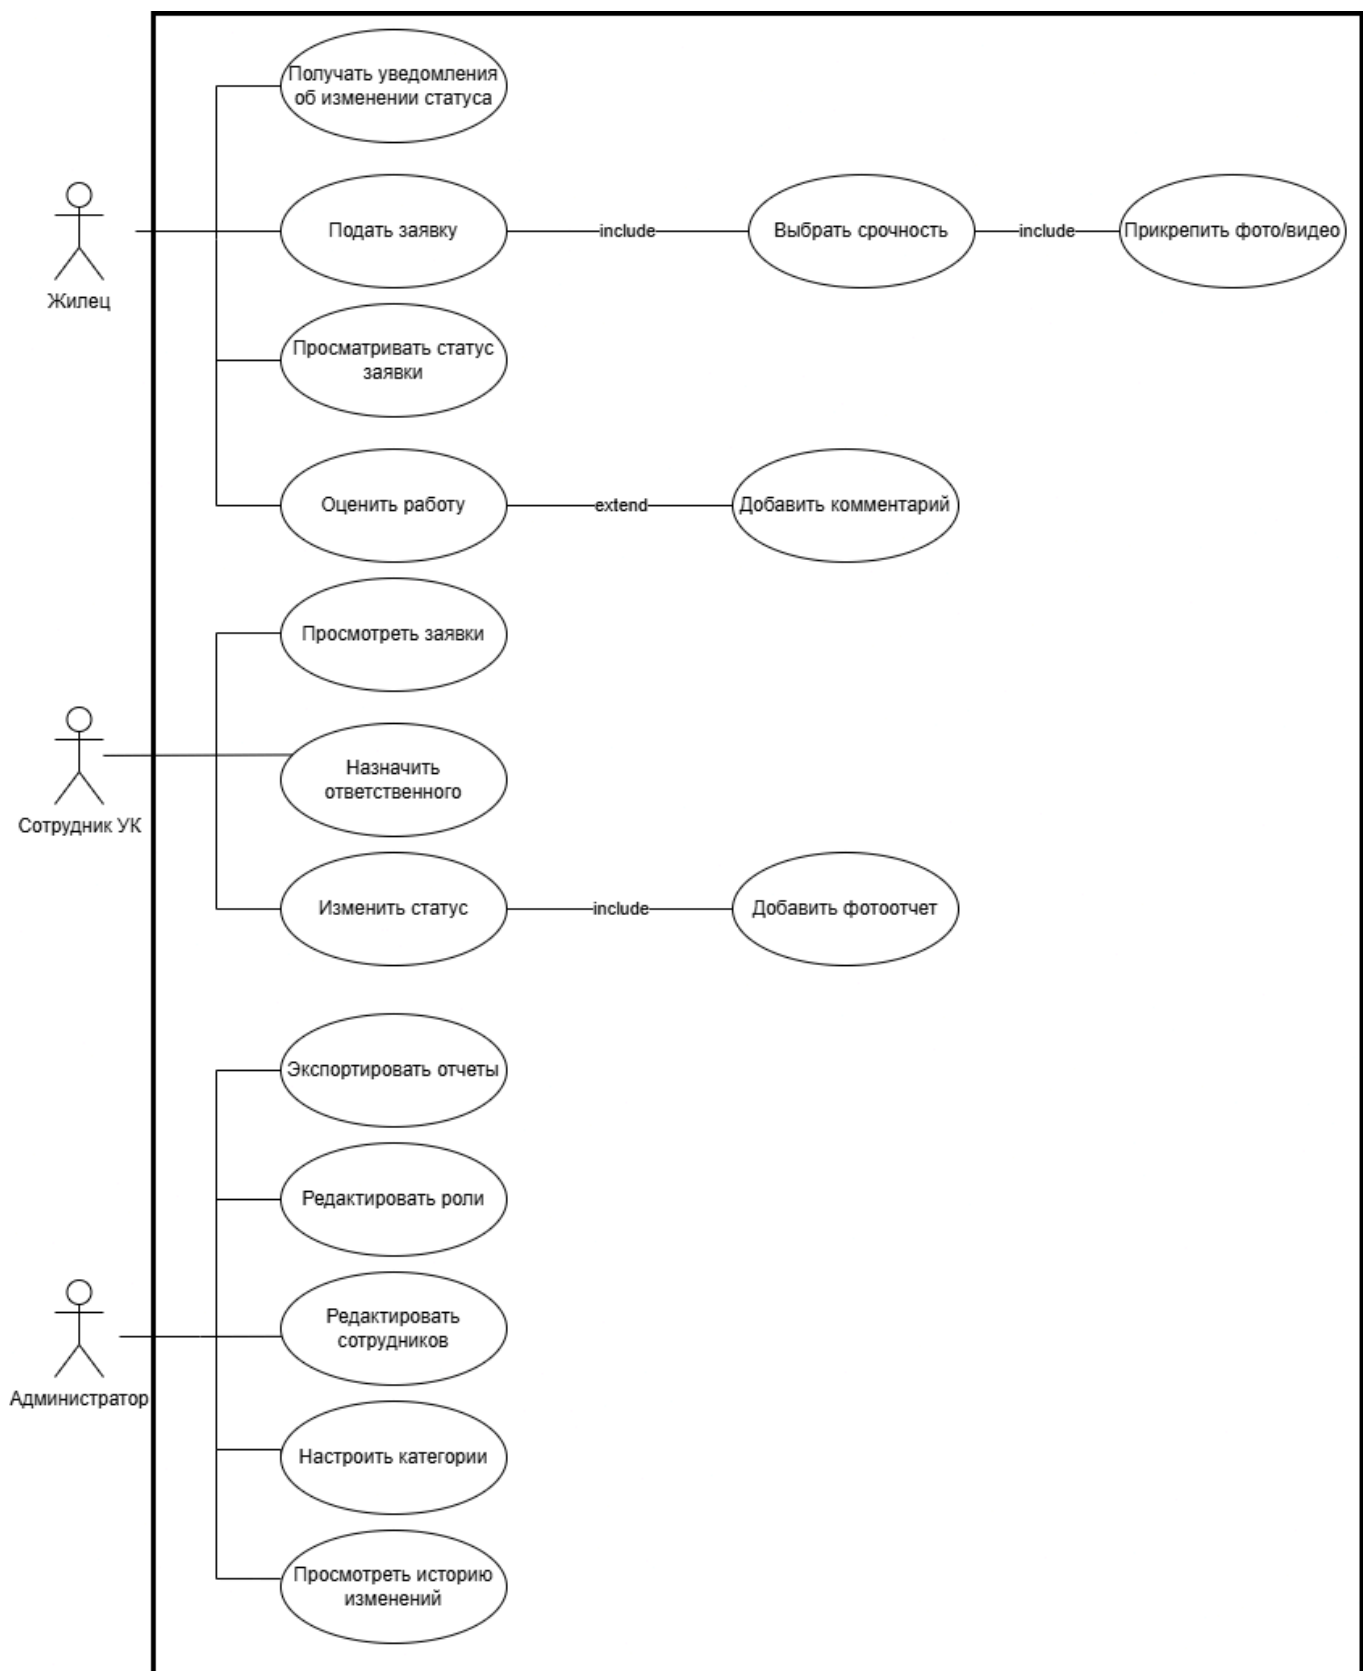 Получать уведомления
об изменении статуса
Подать заявку
include
Выбрать срочность
include
Прикрепить фото/видео
Жилец
Просматривать статус
заявки
Оценить работу
extend
Добавить комментарий
Просмотреть заявки
Назначить
ответственного
Сотрудник УК
Изменить статус
include
Добавить фотоотчет
Экспортировать отчеты
Редактировать роли
Редактировать
сотрудников
Администратор
Настроить категории
Просмотреть историю
изменений